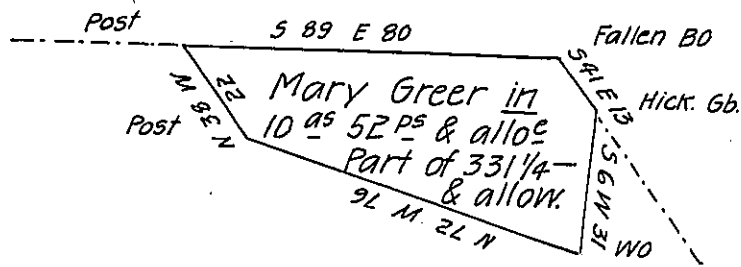 Post
S 89 E 80
Fallen BO
S 41 E 13
Hick. Gb.
S 6 W 31
WO
N 72 W 76
Post
N 38 W
22
Mary Greer in
10 as 52 Ps & alloe
Part of 331 1/4 —
& allow.